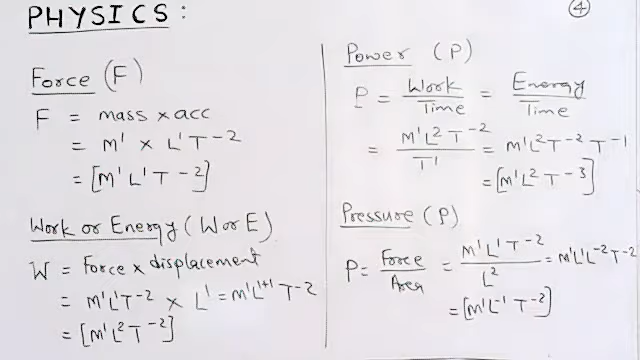 PHYSICS :
④
Force (F)
F = mass x acc
= M¹ x L¹T⁻²
= [M¹L¹T⁻²]
Work or Energy (W or E)
W = Force x displacement
= M¹L¹T⁻² x L¹ = M¹L¹⁺¹T⁻²
= [M¹L²T⁻²]
Power (P)
P = Work/Time = Energy/Time
= M¹L²T⁻²/T¹ = M¹L²T⁻²T⁻¹
= [M¹L²T⁻³]
Pressure (P)
P = Force/Area = M¹L¹T⁻²/L² = M¹L¹L⁻²T⁻²
= [M¹L⁻¹T⁻²]